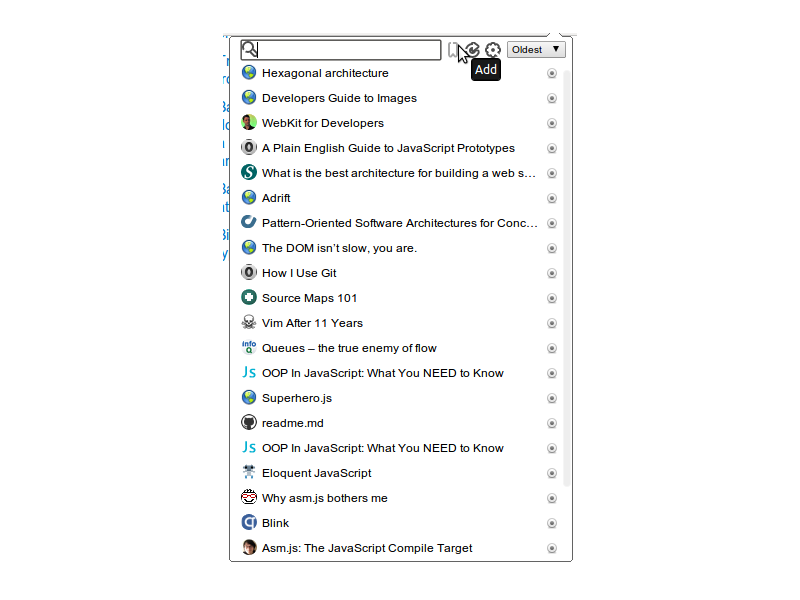 Oldest
Add
Hexagonal architecture
Developers Guide to Images
WebKit for Developers
A Plain English Guide to JavaScript Prototypes
What is the best architecture for building a web s...
Adrift
Pattern-Oriented Software Architectures for Conc...
The DOM isn't slow, you are.
How I Use Git
Source Maps 101
Vim After 11 Years
info Q
Queues – the true enemy of flow
JS OOP In JavaScript: What You NEED to Know
Superhero.js
readme.md
JS OOP In JavaScript: What You NEED to Know
Eloquent JavaScript
Why asm.js bothers me
Blink
Asm.js: The JavaScript Compile Target